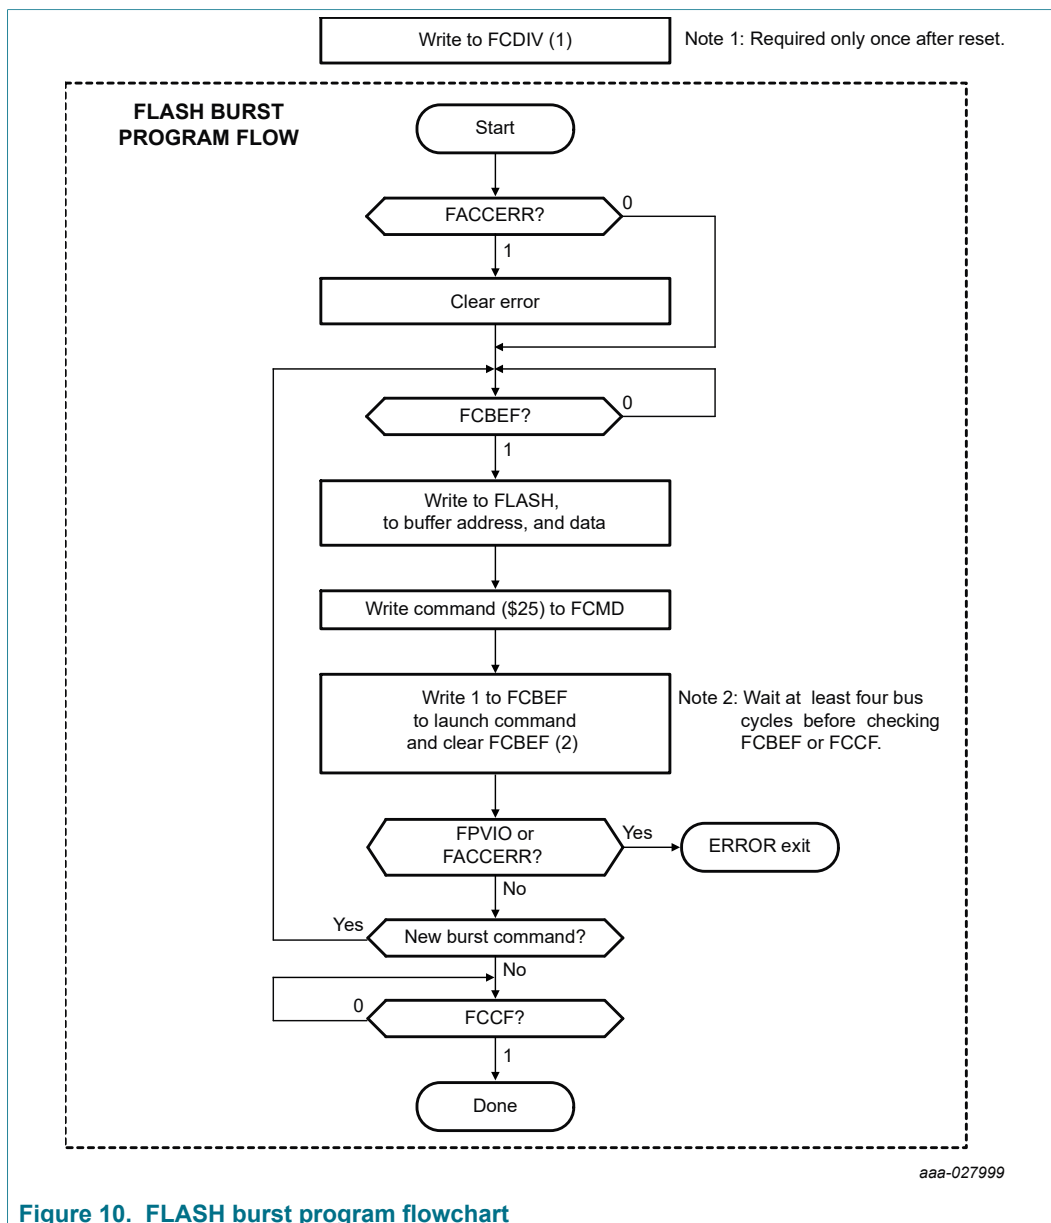 Write to FCDIV (1)
Note 1: Required only once after reset.
FLASH BURST
PROGRAM FLOW
Start
FACCERR?
0
1
Clear error
FCBEF?
0
1
Write to FLASH,
to buffer address, and data
Write command ($25) to FCMD
Write 1 to FCBEF
to launch command
and clear FCBEF (2)
Note 2: Wait at least four bus
cycles before checking
FCBEF or FCCF.
FPVIO or
FACCERR?
Yes
ERROR exit
No
Yes
New burst command?
No
0
FCCF?
1
Done
aaa-027999
Figure 10. FLASH burst program flowchart